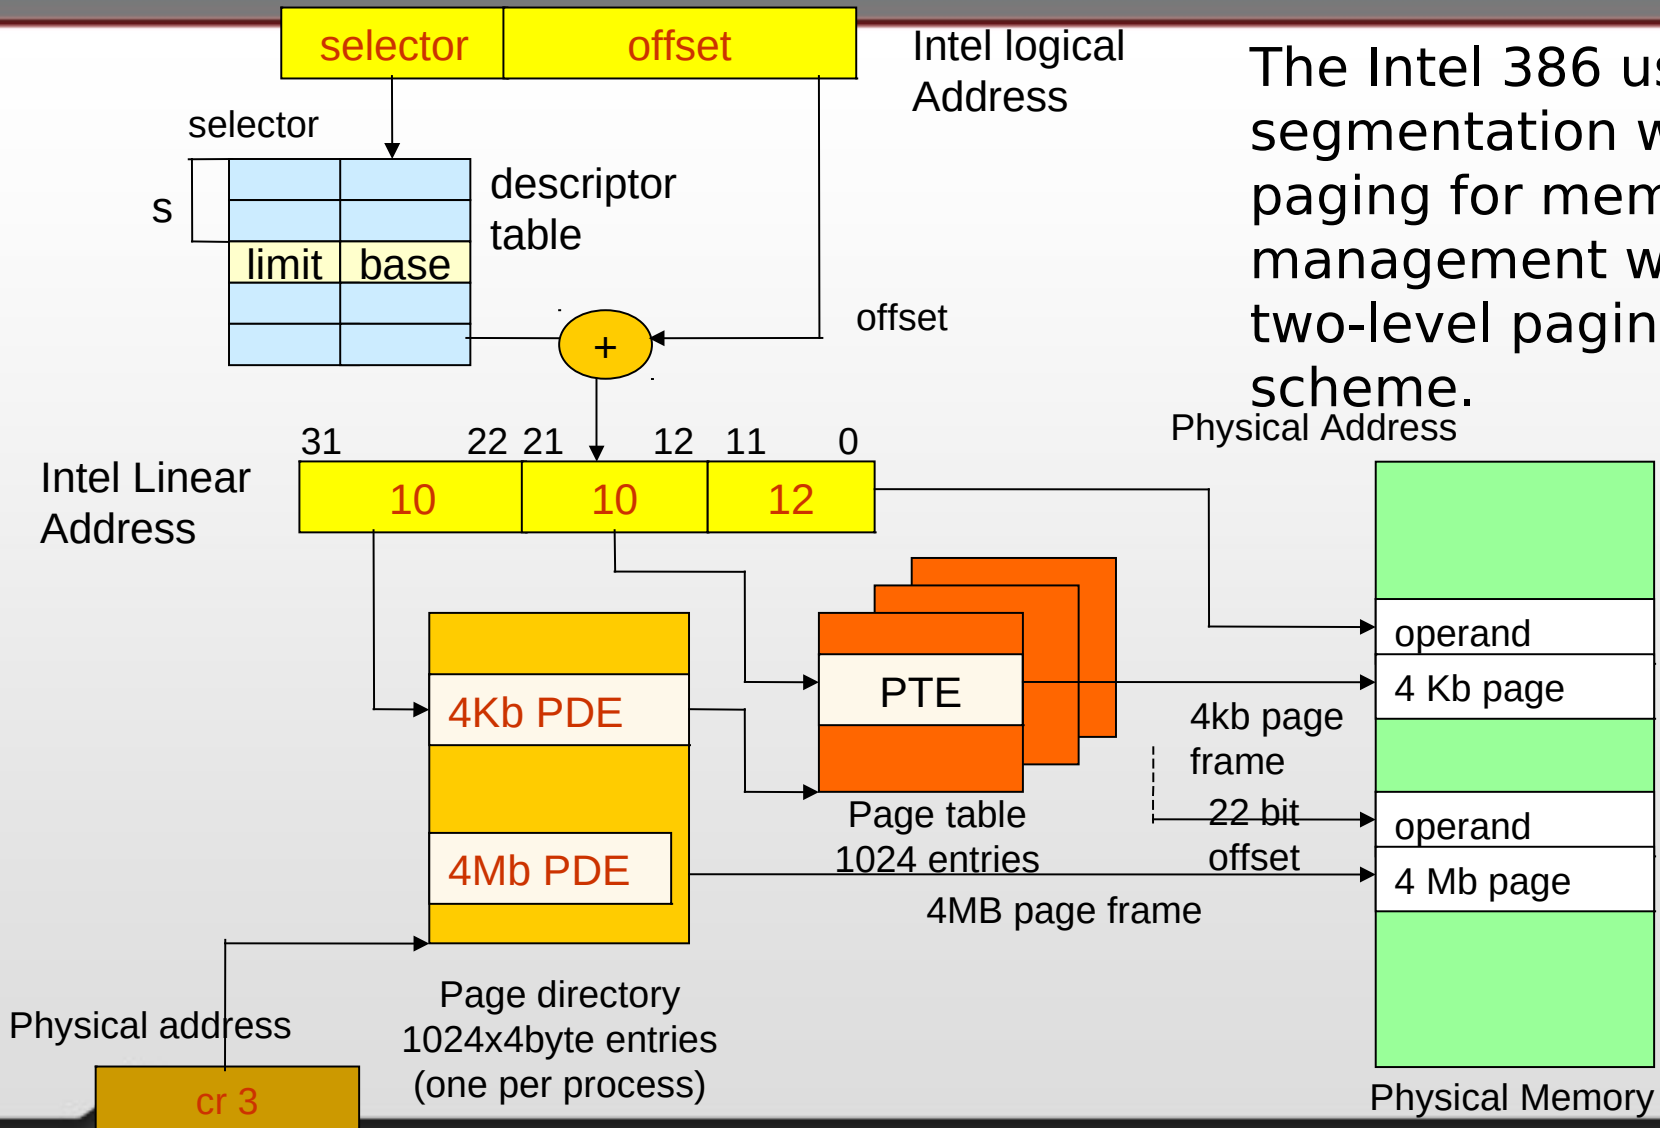 selector
offset
Intel logical
Address
The Intel 386 us
segmentation w
paging for mem
management w
two-level pagin
scheme.
selector
s
descriptor
table
limit
base
offset
+
31
22
21
12
11
0
Intel Linear
Address
10
10
12
Physical Address
operand
4 Kb page
4Kb PDE
PTE
4kb page
frame
22 bit
offset
Page table
1024 entries
operand
4 Mb page
4Mb PDE
4MB page frame
Page directory
1024x4byte entries
(one per process)
Physical address
cr 3
Physical Memory